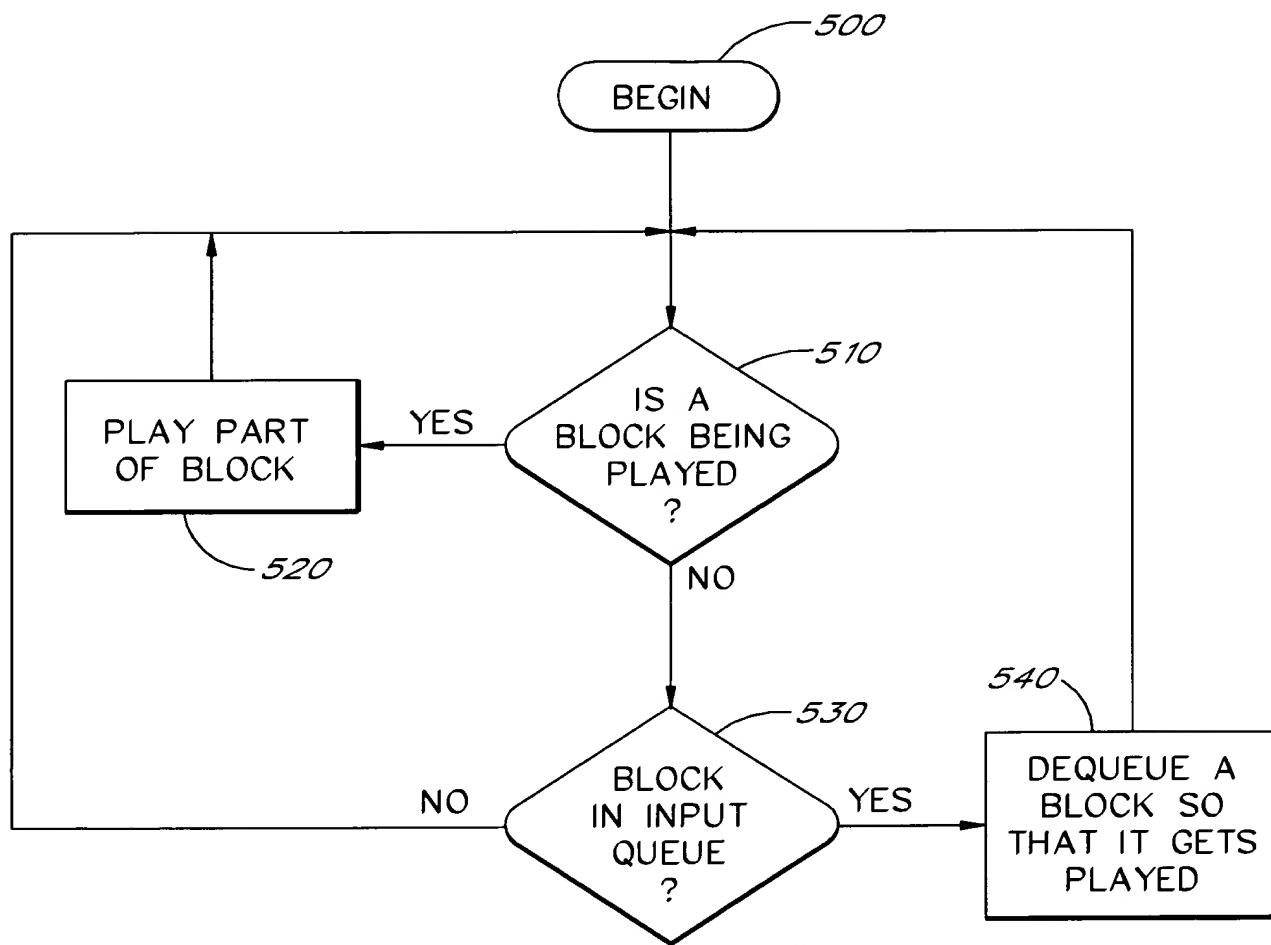 500
BEGIN
510
IS A
BLOCK BEING
PLAYED
?
YES
PLAY PART
OF BLOCK
520
NO
530
BLOCK
IN INPUT
QUEUE
?
NO
YES
540
DEQUEUE A
BLOCK SO
THAT IT GETS
PLAYED